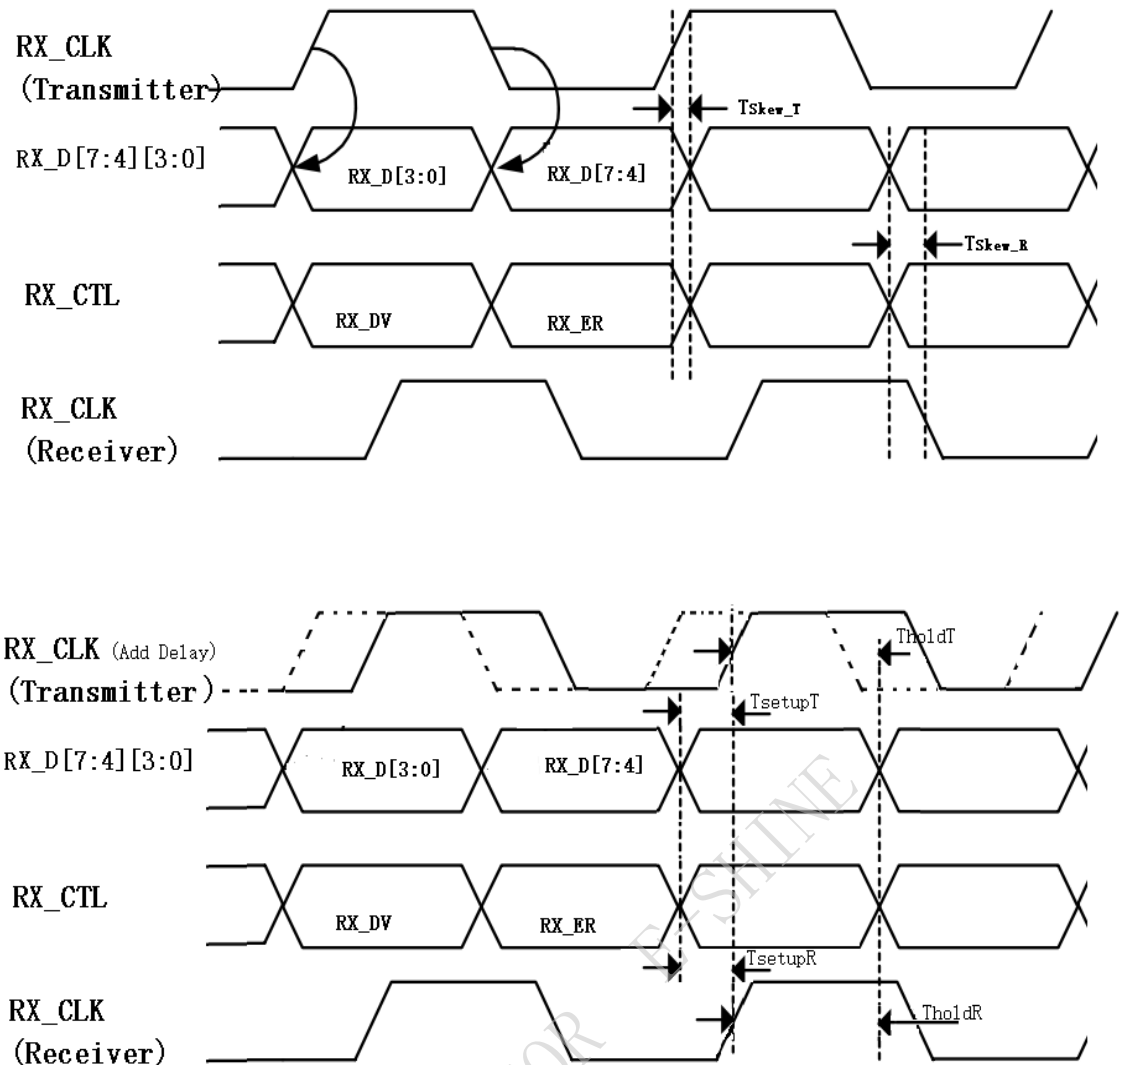 RX_CLK
(Transmitter)
Tskew_T
RX_D[7:4][3:0]
RX_D[3:0]
RX_D[7:4]
Tskew_R
RX_CTL
RX_DV
RX_ER
RX_CLK
(Receiver)
RX_CLK (Add Delay)
(Transmitter)
TholdT
TsetupT
RX_D[7:4][3:0]
RX_D[3:0]
RX_D[7:4]
RX_CTL
RX_DV
RX_ER
E-SHINE
TsetupR
RX_CLK
(Receiver)
TholdR